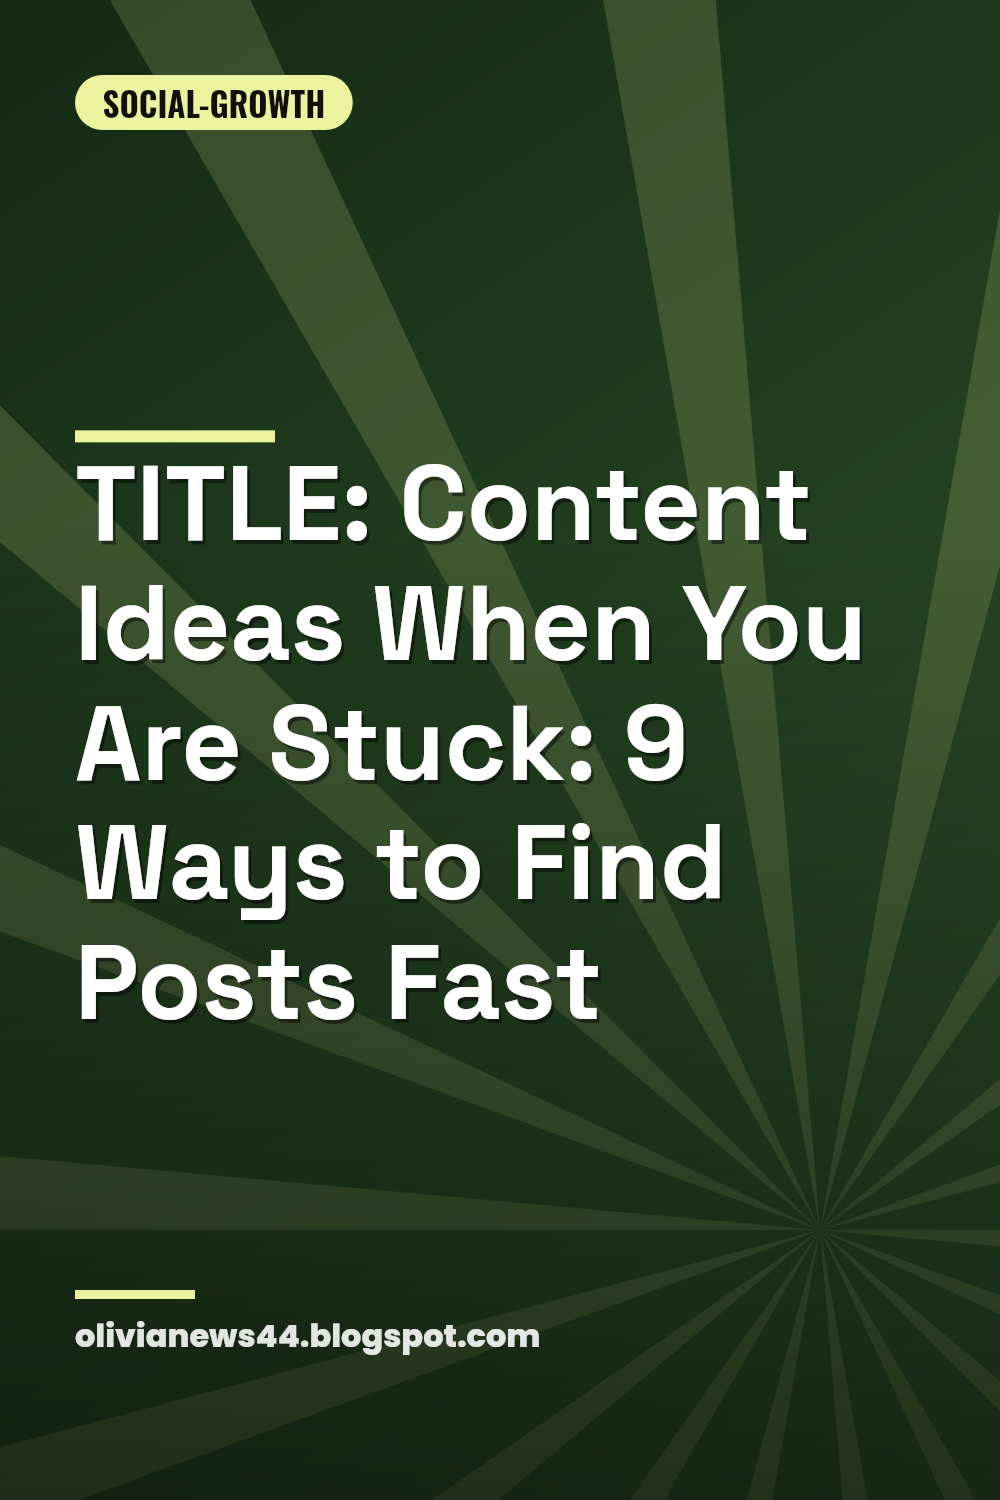 SOCIAL-GROWTH
TITLE: Content
Ideas When You
Are Stuck: 9
Ways to Find
Posts Fast
olivianews44.blogspot.com